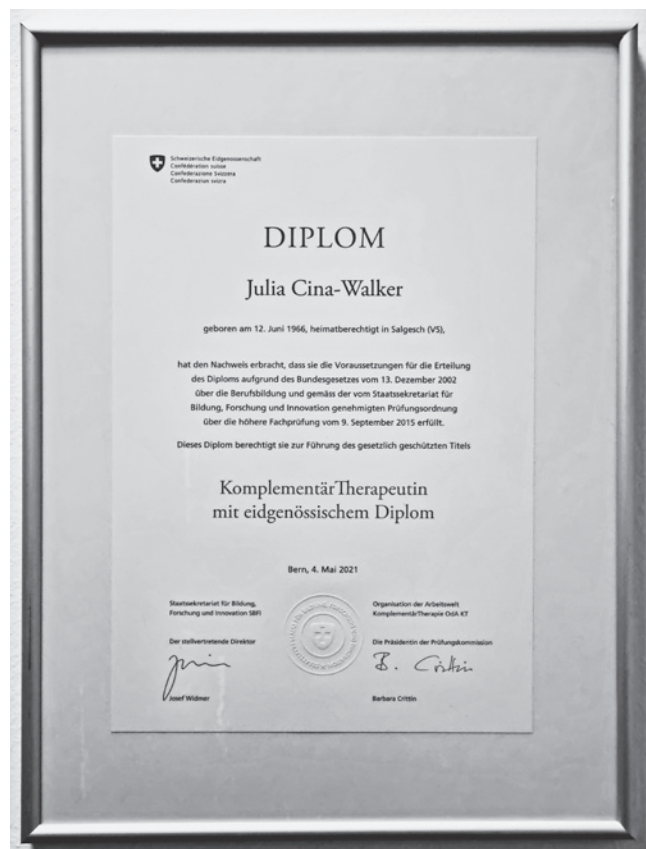 Schweizerische Eidgenossenschaft
Confédération suisse
Confederazione Svizzera
Confederaziun svizra
DIPLOM
Julia Cina-Walker
geboren am 12. Juni 1966, heimatberechtigt in Salgesch (VS),
hat den Nachweis erbracht, dass sie die Voraussetzungen für die Erteilung
des Diploms aufgrund des Bundesgesetzes vom 13. Dezember 2002
über die Berufsbildung und gemäss der vom Staatssekretariat für
Bildung, Forschung und Innovation genehmigten Prüfungsordnung
über die höhere Fachprüfung vom 9. September 2015 erfüllt.
Dieses Diplom berechtigt sie zur Führung des gesetzlich geschützten Titels
KomplementärTherapeutin
mit eidgenössischem Diplom
Bern, 4. Mai 2021
Staatssekretariat für Bildung,
Forschung und Innovation SBFI
Der stellvertretende Direktor
Josef Widmer
Organisation der Arbeitswelt
KomplementärTherapie OdA KT
Die Präsidentin der Prüfungskommission
B. Crittin
Barbara Crittin